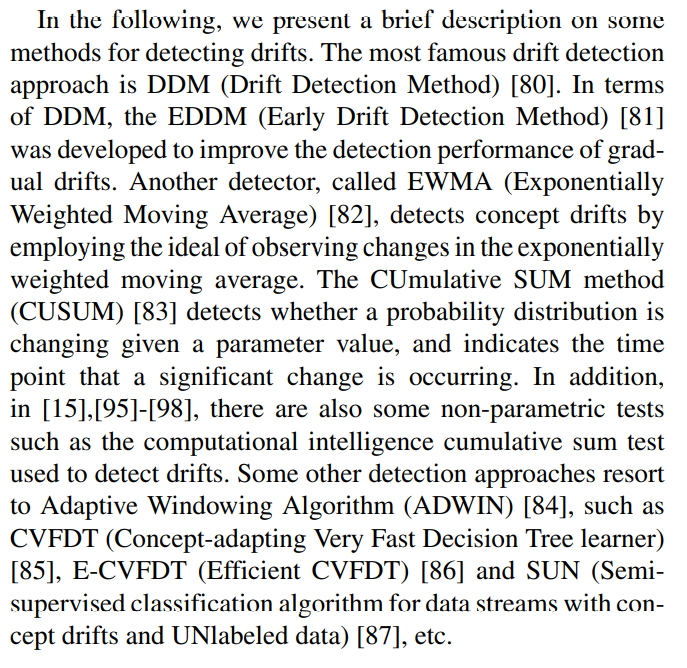 In the following, we present a brief description on some
methods for detecting drifts. The most famous drift detection
approach is DDM (Drift Detection Method) [80]. In terms
of DDM, the EDDM (Early Drift Detection Method) [81]
was developed to improve the detection performance of grad-
ual drifts. Another detector, called EWMA (Exponentially
Weighted Moving Average) [82], detects concept drifts by
employing the ideal of observing changes in the exponentially
weighted moving average. The CUmulative SUM method
(CUSUM) [83] detects whether a probability distribution is
changing given a parameter value, and indicates the time
point that a significant change is occurring. In addition,
in [15],[95]-[98], there are also some non-parametric tests
such as the computational intelligence cumulative sum test
used to detect drifts. Some other detection approaches resort
to Adaptive Windowing Algorithm (ADWIN) [84], such as
CVFDT (Concept-adapting Very Fast Decision Tree learner)
[85], E-CVFDT (Efficient CVFDT) [86] and SUN (Semi-
supervised classification algorithm for data streams with con-
cept drifts and UNlabeled data) [87], etc.